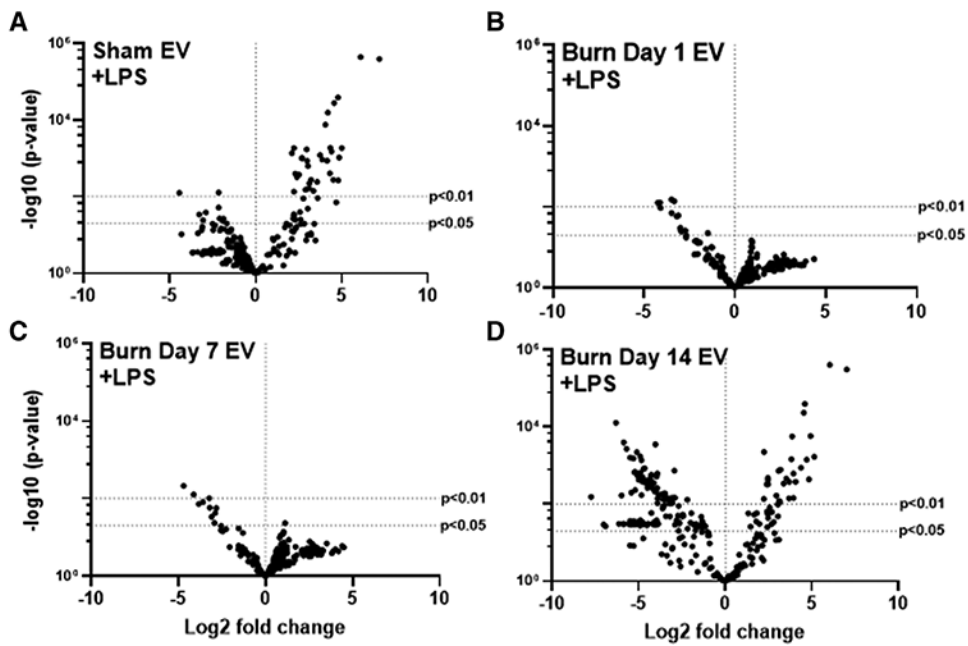 A
B
Sham EV
+LPS
Burn Day 1 EV
+LPS
-log10 (p-value)
10⁶
10⁴
10⁰
p<0.01
p<0.05
-10 -5 0 5 10
10⁶
10⁴
10⁰
p<0.01
p<0.05
-10 -5 0 5 10
C
D
Burn Day 7 EV
+LPS
Burn Day 14 EV
+LPS
-log10 (p-value)
10⁶
10⁴
10⁰
p<0.01
p<0.05
-10 -5 0 5 10
Log2 fold change
10⁶
10⁴
10⁰
p<0.01
p<0.05
-10 -5 0 5 10
Log2 fold change